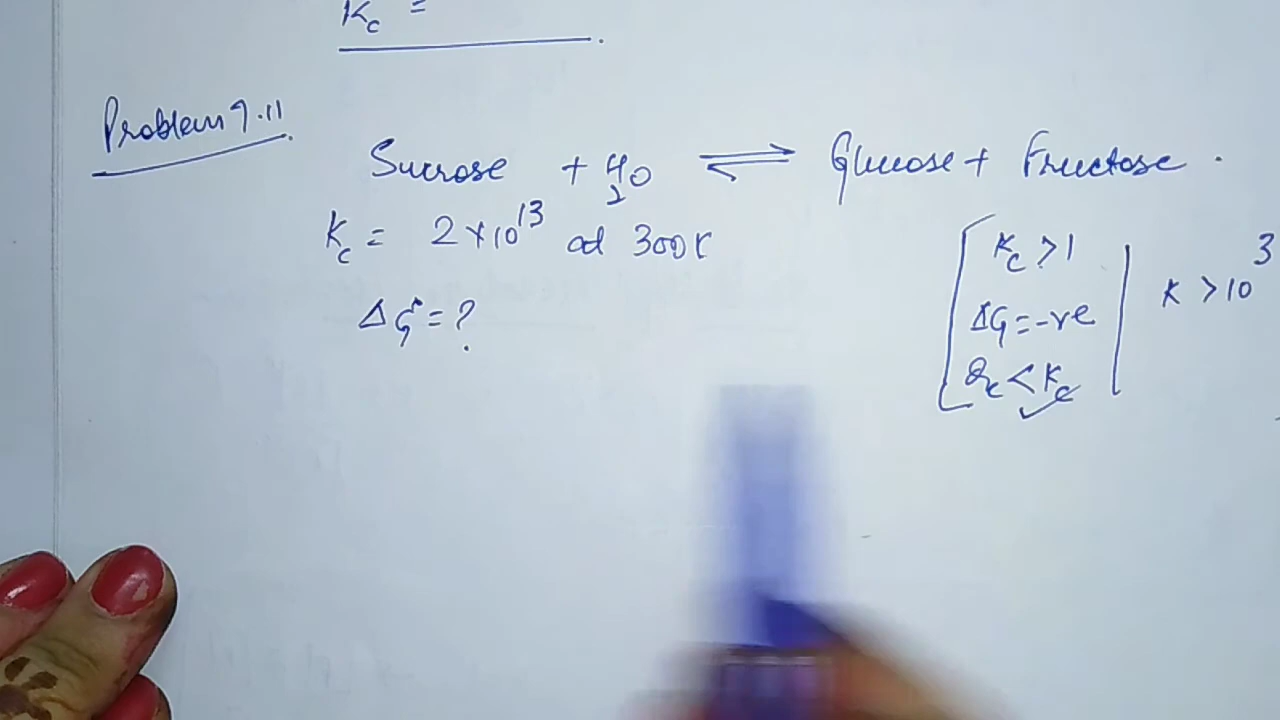 Kc =
Problem 7.11
Sucrose + H2O ⇌ Glucose + Fructose.
Kc = 2×10^13 at 300K
Kc > 1
K > 10^3
ΔG° = ?
ΔG = -ve
Qc < Kc ✓